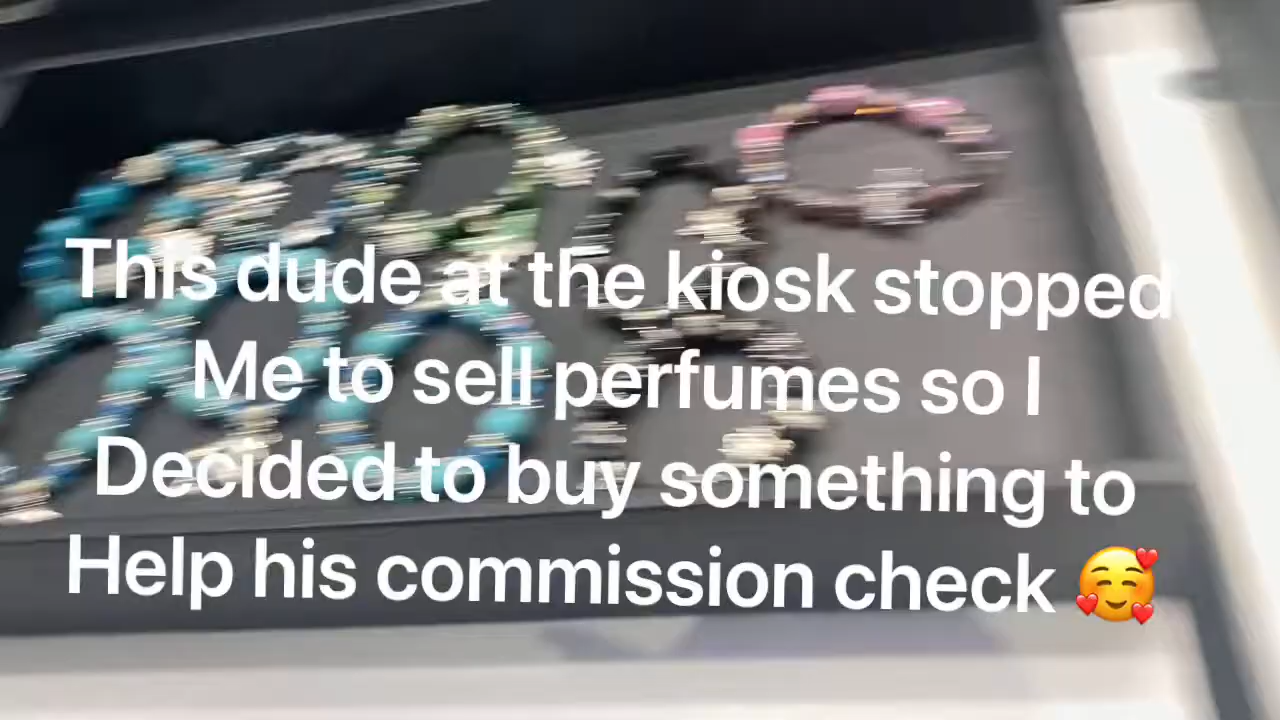 This dude at the kiosk stopped
Me to sell perfumes so I
Decided to buy something to
Help his commission check 🥰